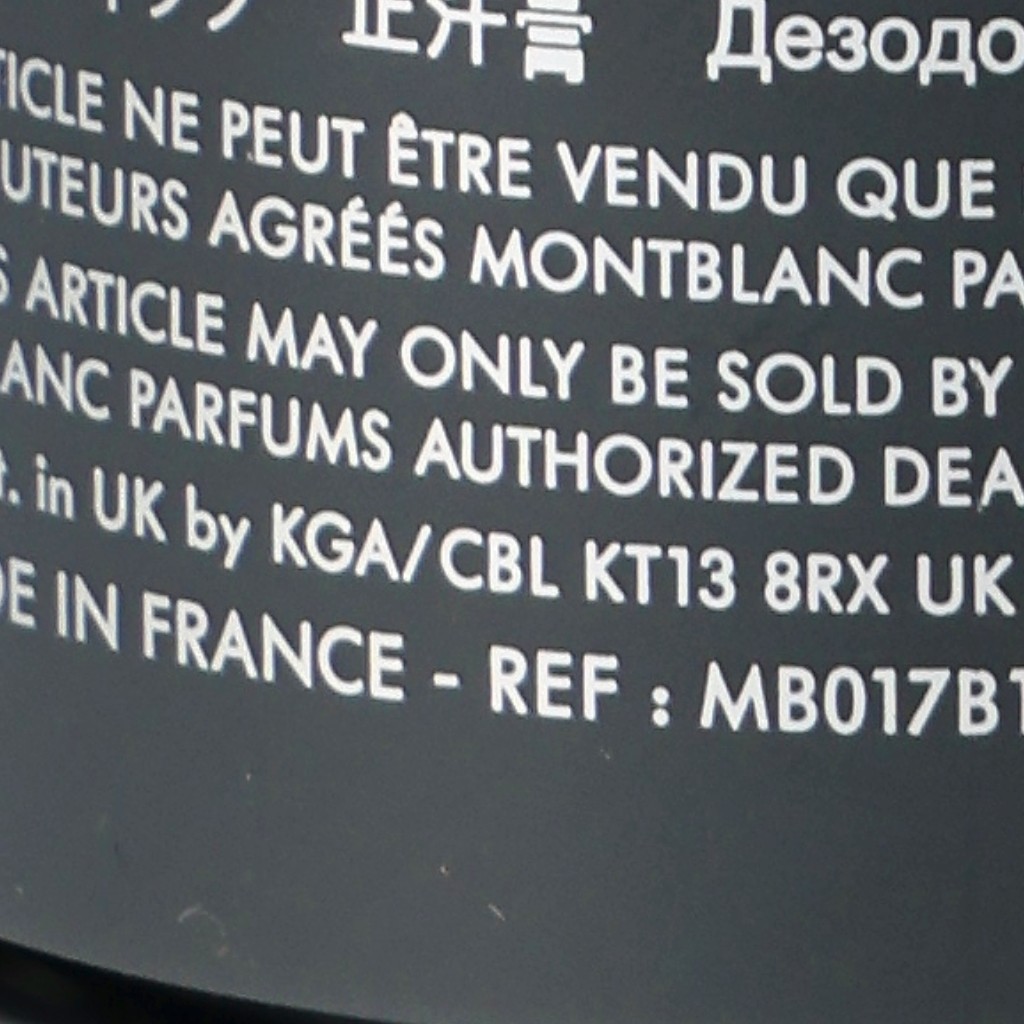 止汗膏 Дезодо
TICLE NE PEUT ÊTRE VENDU QUE
UTEURS AGRÉÉS MONTBLANC PA
S ARTICLE MAY ONLY BE SOLD BY
ANC PARFUMS AUTHORIZED DEA
t. in UK by KGA/CBL KT13 8RX UK
DE IN FRANCE - REF : MB017B1